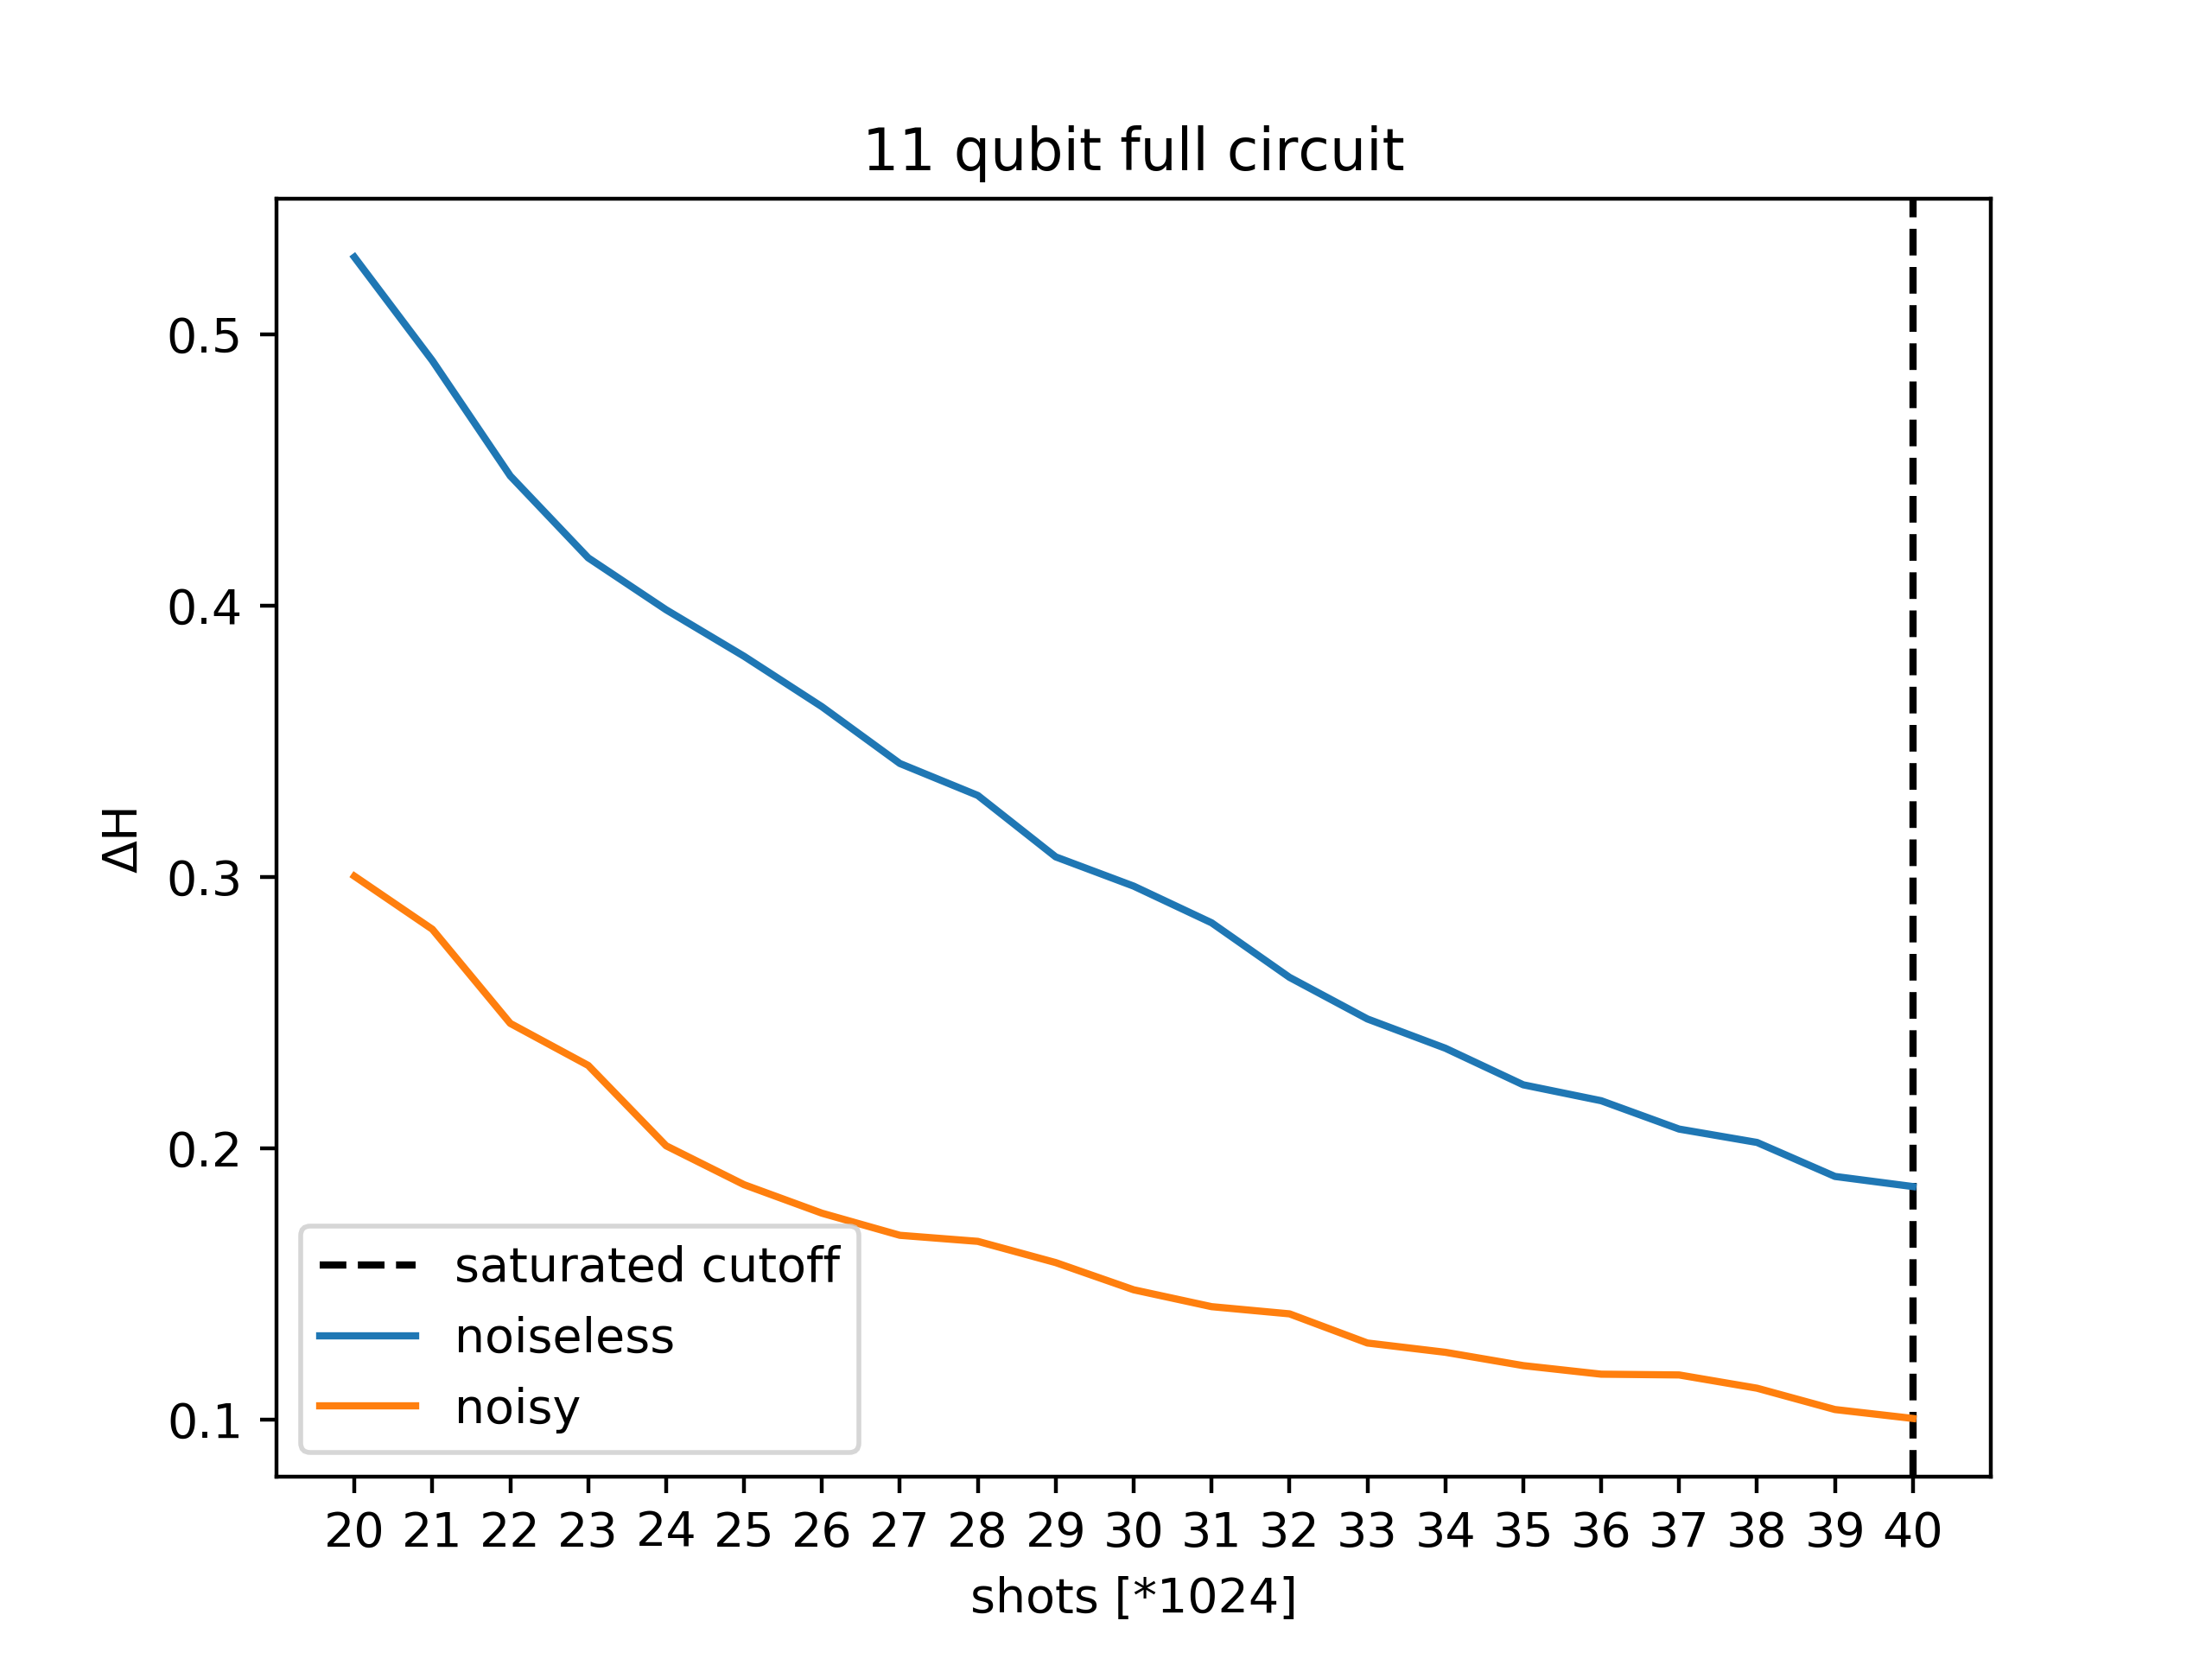 11 qubit full circuit
0.5
0.4
0.3
0.2
0.1
ΔH
saturated cutoff
noiseless
noisy
20 21 22 23 24 25 26 27 28 29 30 31 32 33 34 35 36 37 38 39 40
shots [*1024]